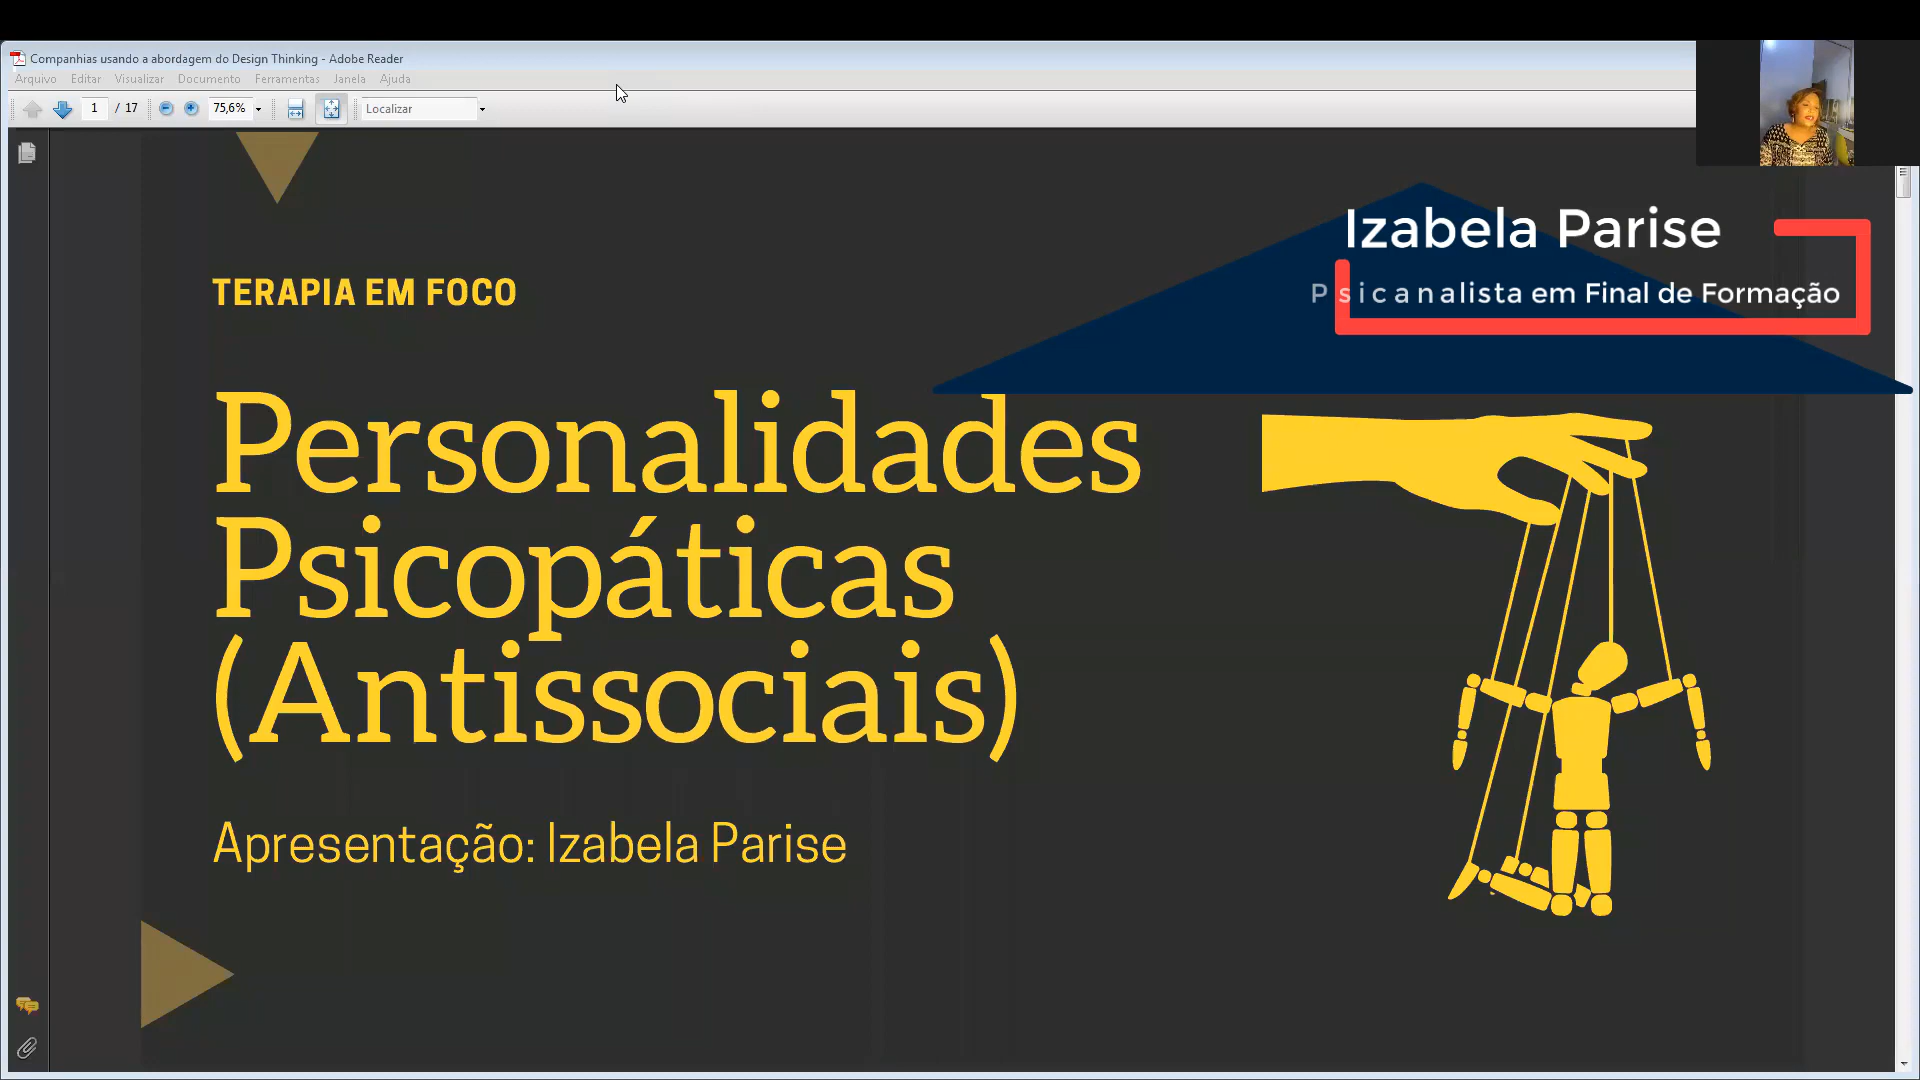 Companhias usando a abordagem do Design Thinking - Adobe Reader
Arquivo Editar Visualizar Documento Ferramentas Janela Ajuda
1 / 17 75,6% Localizar
Izabela Parise
Psicanalista em Final de Formação
TERAPIA EM FOCO
Personalidades
Psicopáticas
(Antissociais)
Apresentação: Izabela Parise